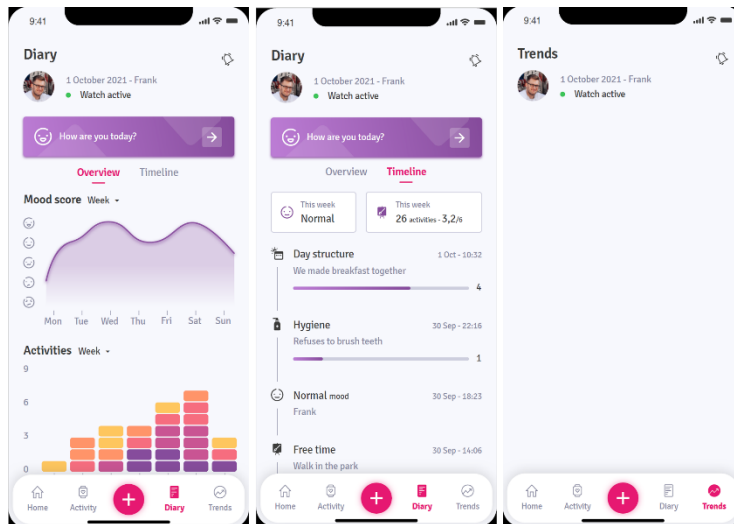 9:41
Diary
1 October 2021 - Frank
Watch active
How are you today?
Overview Timeline
Mood score Week
Mon Tue Wed Thu Fri Sat Sun
Activities Week
9
6
3
0
Home Activity Diary Trends
9:41
Diary
1 October 2021 - Frank
Watch active
How are you today?
Overview Timeline
This week
Normal
This week
26 activities - 3,2/6
Day structure 1 Oct - 10:32
We made breakfast together
4
Hygiene 30 Sep - 22:16
Refuses to brush teeth
1
Normal mood 30 Sep - 18:23
Frank
Free time 30 Sep - 14:06
Walk in the park
Home Activity Diary Trends
9:41
Trends
1 October 2021 - Frank
Watch active
Home Activity Diary Trends